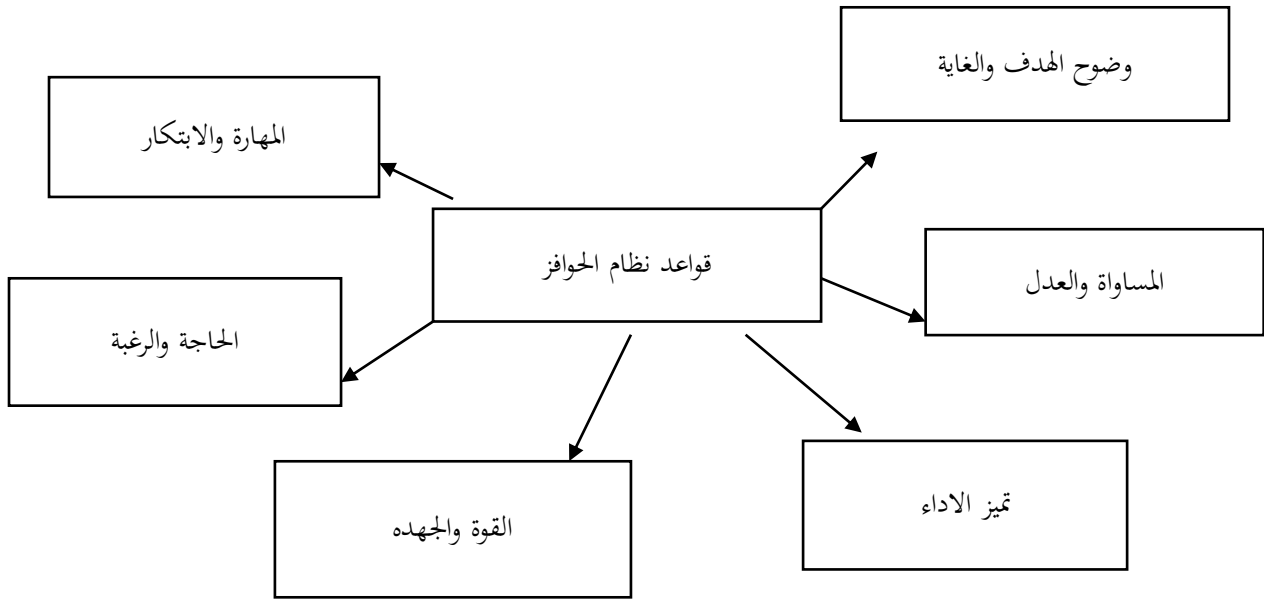 وضوح الهدف والغاية
المهارة والابتكار
قواعد نظام الحوافز
المساواة والعدل
الحاجة والرغبة
تميز الاداء
القوة والجهده